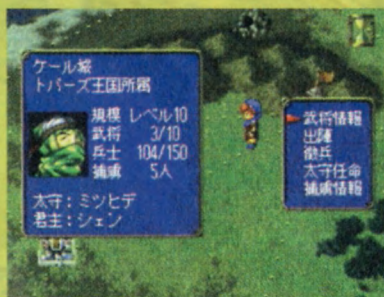 ケール城
トパーズ王国所属
規模 レベル10
武将 3/10
兵士 104/150
捕虜 5人
太守：ミツヒデ
君主：シェン
武将情報
出陣
徴兵
太守任命
捕虜情報